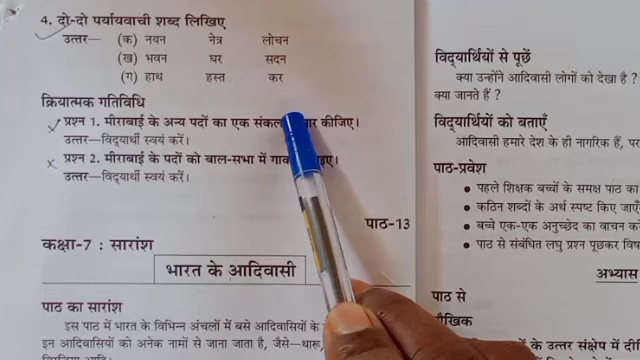 4. दो-दो पर्यायवाची शब्द लिखिए
उत्तर— (क) नयन नेत्र लोचन
(ख) भवन घर सदन
(ग) हाथ हस्त कर
क्रियात्मक गतिविधि
प्रश्न 1. मीराबाई के अन्य पदों का एक कीजिए।
उत्तर—विद्यार्थी स्वयं करें।
प्रश्न 2. मीराबाई के पदों को बाल-सभा में
उत्तर—विद्यार्थी स्वयं करें।
पाठ-13
कक्षा-7 : सारांश
भारत के आदिवासी
पाठ का सारांश
इस पाठ में भारत के विभिन्न अंचलों में बसे आदिवासियों के
इन आदिवासियों को अनेक नामों से जाना जाता है, जैसे—थारू,
विद्यार्थियों से पूछें
क्या उन्होंने आदिवासी लोगों को देखा है ?
क्या जानते हैं ?
विद्यार्थियों को बताएँ
आदिवासी हमारे देश के ही नागरिक हैं, पर
पाठ-प्रवेश
• पहले शिक्षक बच्चों के समक्ष पाठ का
• कठिन शब्दों के अर्थ स्पष्ट किए जाएँ
• बच्चे एक-एक अनुच्छेद का वाचन
• पाठ से संबंधित लघु प्रश्न पूछकर
अभ्यास
पाठ से
के उत्तर संक्षेप में